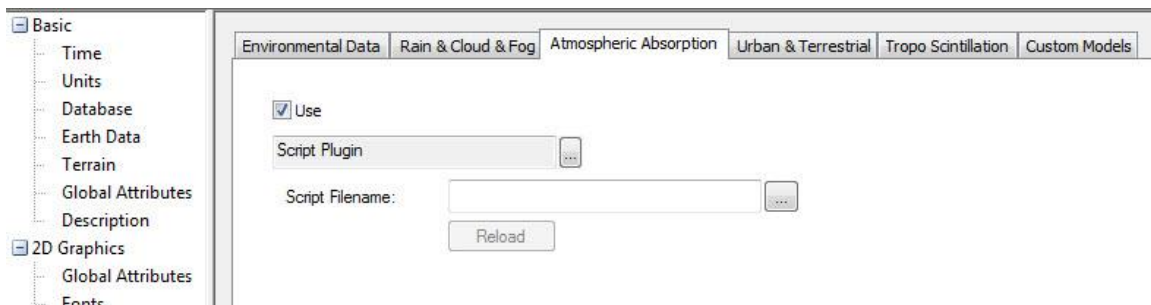 Basic
Time
Units
Database
Earth Data
Terrain
Global Attributes
Description
2D Graphics
Global Attributes
Fonts
Environmental Data Rain & Cloud & Fog Atmospheric Absorption Urban & Terrestrial Tropo Scintillation Custom Models
Use
Script Plugin ...
Script Filename: ...
Reload